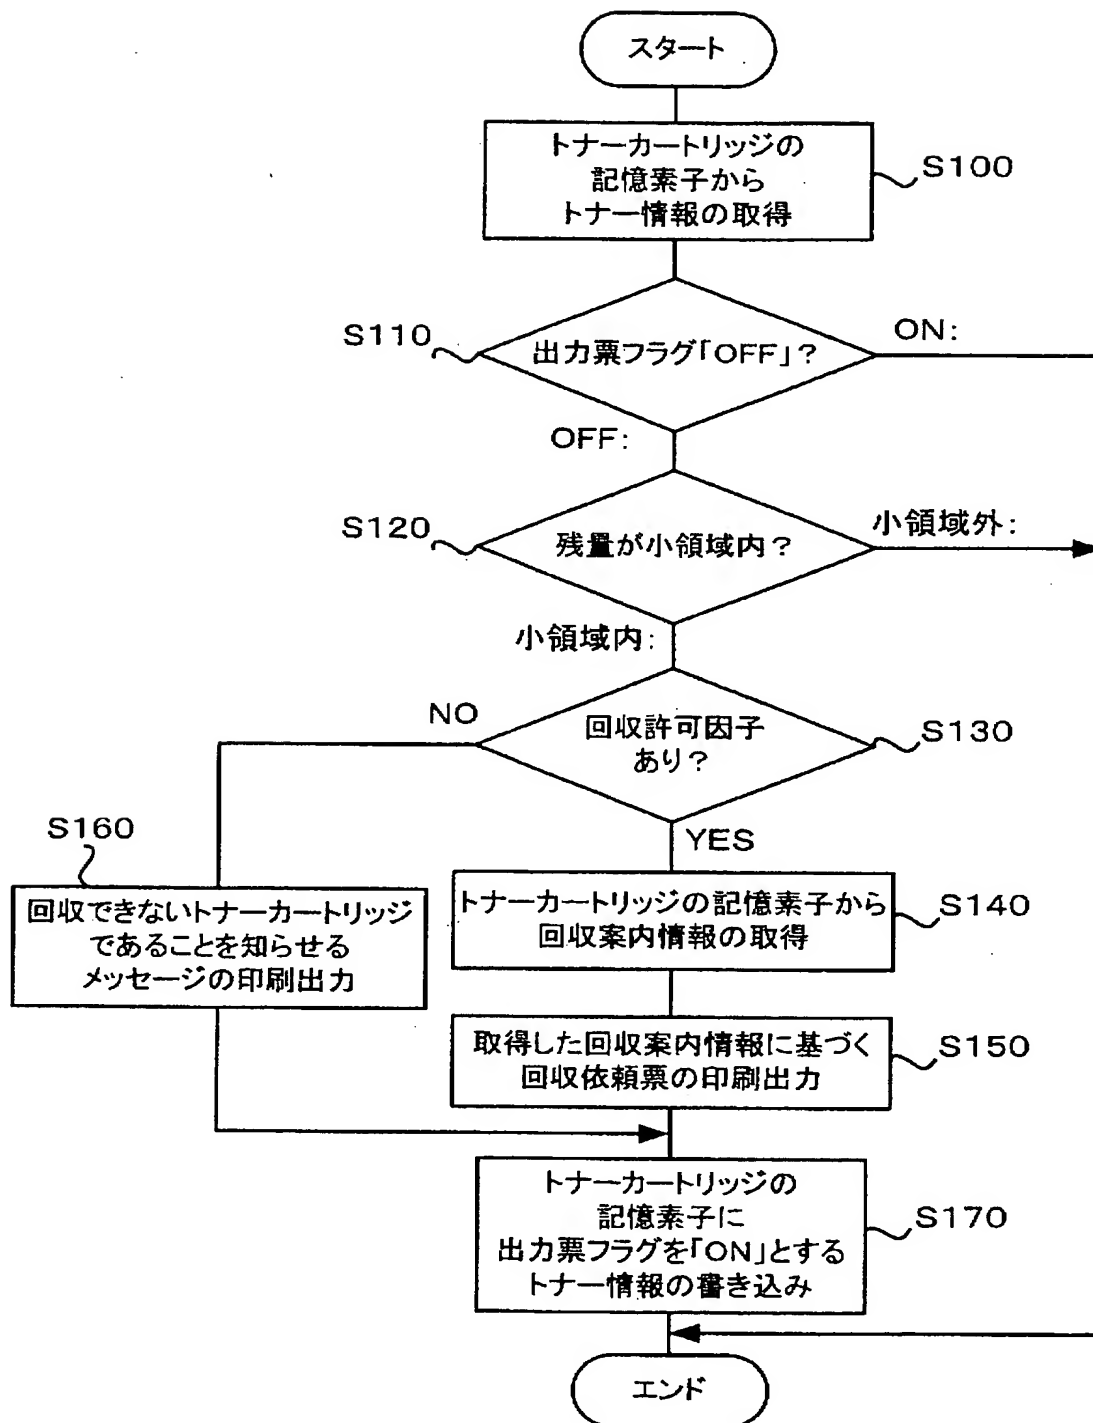 スタート
トナーカートリッジの
記憶素子から
トナー情報の取得
S100
S110
出力票フラグ「OFF」？
ON:
OFF:
S120
残量が小領域内？
小領域外:
小領域内:
NO
回収許可因子
あり？
S130
YES
S160
回収できないトナーカートリッジ
であることを知らせる
メッセージの印刷出力
トナーカートリッジの記憶素子から
回収案内情報の取得
S140
取得した回収案内情報に基づく
回収依頼票の印刷出力
S150
トナーカートリッジの
記憶素子に
出力票フラグを「ON」とする
トナー情報の書き込み
S170
エンド